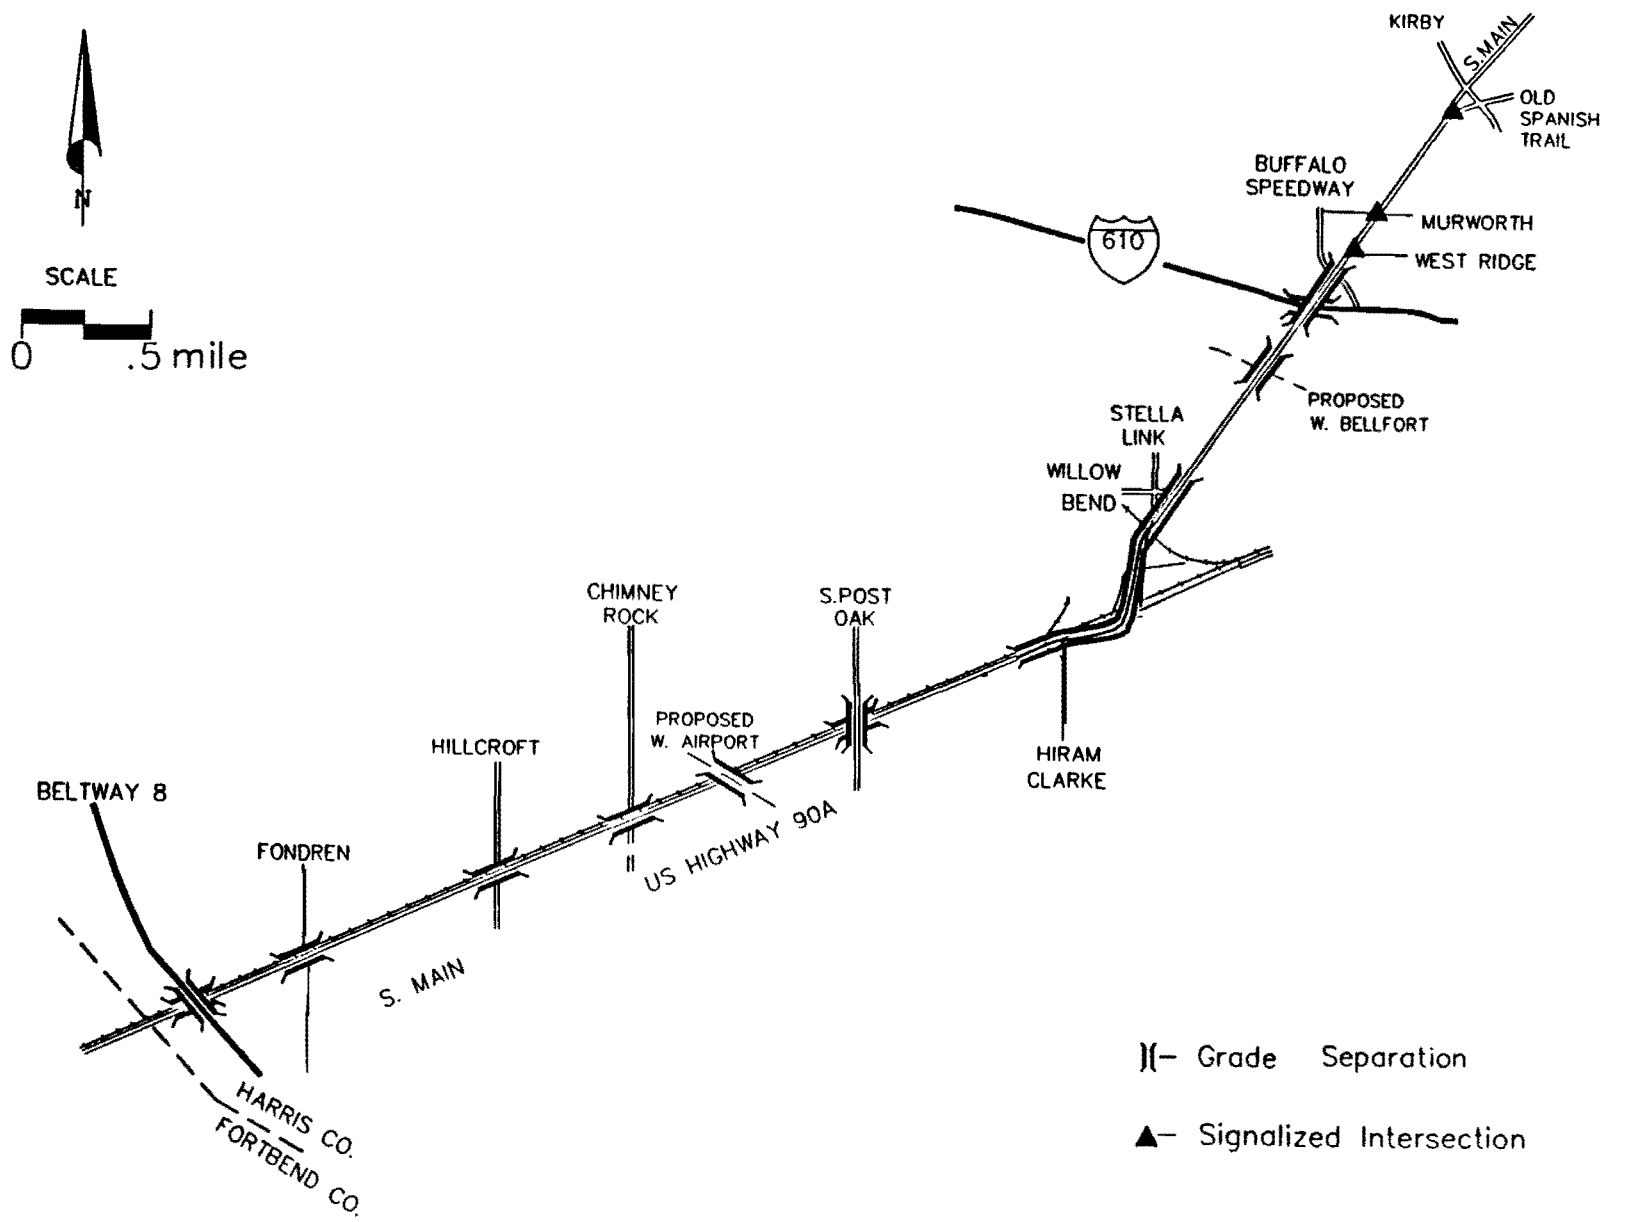 KIRBY
S.MAIN
OLD
SPANISH
TRAIL
BUFFALO
SPEEDWAY
MURWORTH
WEST RIDGE
610
N
SCALE
0 .5 mile
PROPOSED
W. BELLFORT
STELLA
LINK
WILLOW
BEND
CHIMNEY
ROCK
S.POST
OAK
PROPOSED
W. AIRPORT
HILLCROFT
HIRAM
CLARKE
BELTWAY 8
US HIGHWAY 90A
FONDREN
S. MAIN
HARRIS CO.
FORTBEND CO.
Grade Separation
Signalized Intersection